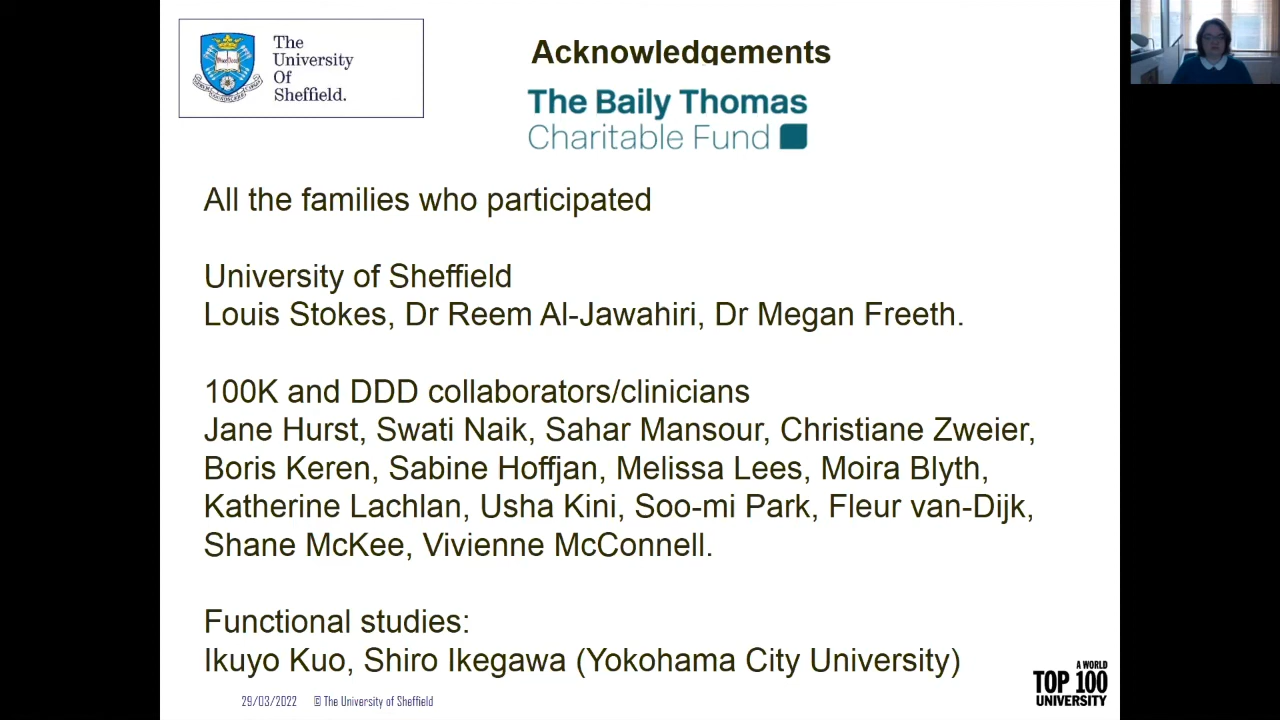 The
University
Of
Sheffield.
Acknowledgements
The Baily Thomas
Charitable Fund
All the families who participated
University of Sheffield
Louis Stokes, Dr Reem Al-Jawahiri, Dr Megan Freeth.
100K and DDD collaborators/clinicians
Jane Hurst, Swati Naik, Sahar Mansour, Christiane Zweier,
Boris Keren, Sabine Hoffjan, Melissa Lees, Moira Blyth,
Katherine Lachlan, Usha Kini, Soo-mi Park, Fleur van-Dijk,
Shane McKee, Vivienne McConnell.
Functional studies:
Ikuyo Kuo, Shiro Ikegawa (Yokohama City University)
29/03/2022 © The University of Sheffield
A WORLD
TOP 100
UNIVERSITY